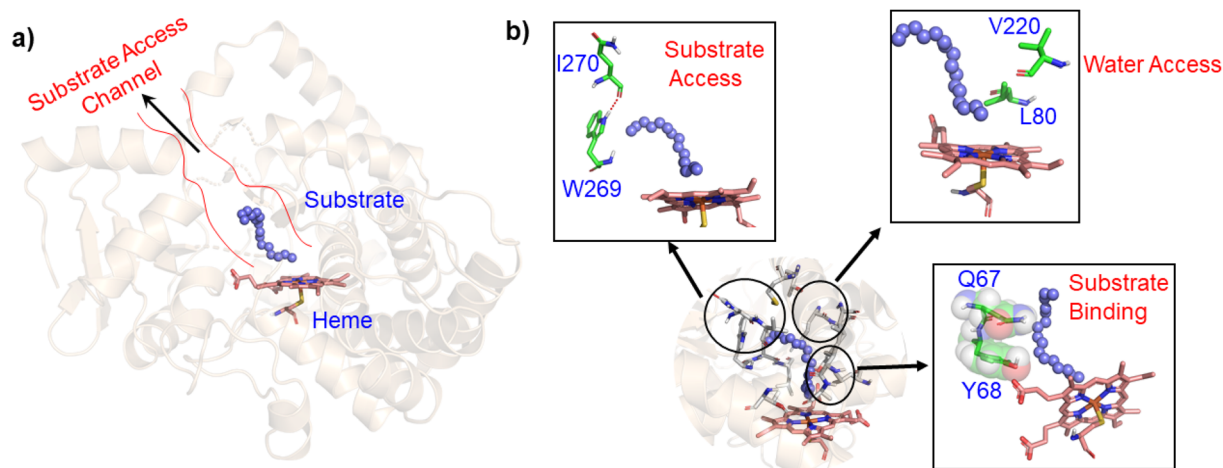 a)
Substrate Access
Channel
Substrate
Heme
b)
I270
Substrate
Access
W269
V220
Water Access
L80
Q67
Substrate
Binding
Y68